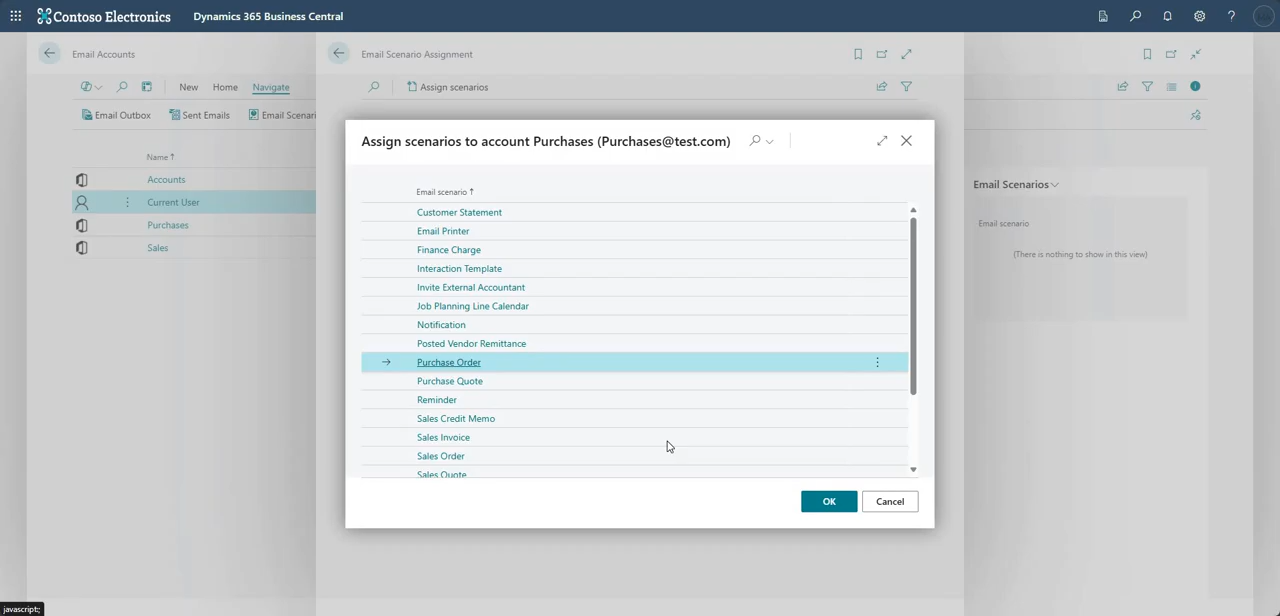 Contoso Electronics
Dynamics 365 Business Central
Email Accounts
Email Scenario Assignment
New
Home
Navigate
Assign scenarios
Email Outbox
Sent Emails
Email Scenari
Name ↑
Accounts
Current User
Purchases
Sales
Assign scenarios to account Purchases (Purchases@test.com)
Email scenario ↑
Customer Statement
Email Printer
Finance Charge
Interaction Template
Invite External Accountant
Job Planning Line Calendar
Notification
Posted Vendor Remittance
Purchase Order
Purchase Quote
Reminder
Sales Credit Memo
Sales Invoice
Sales Order
Sales Quote
OK
Cancel
Email Scenarios
Email scenario
(There is nothing to show in this view)
javascript:;